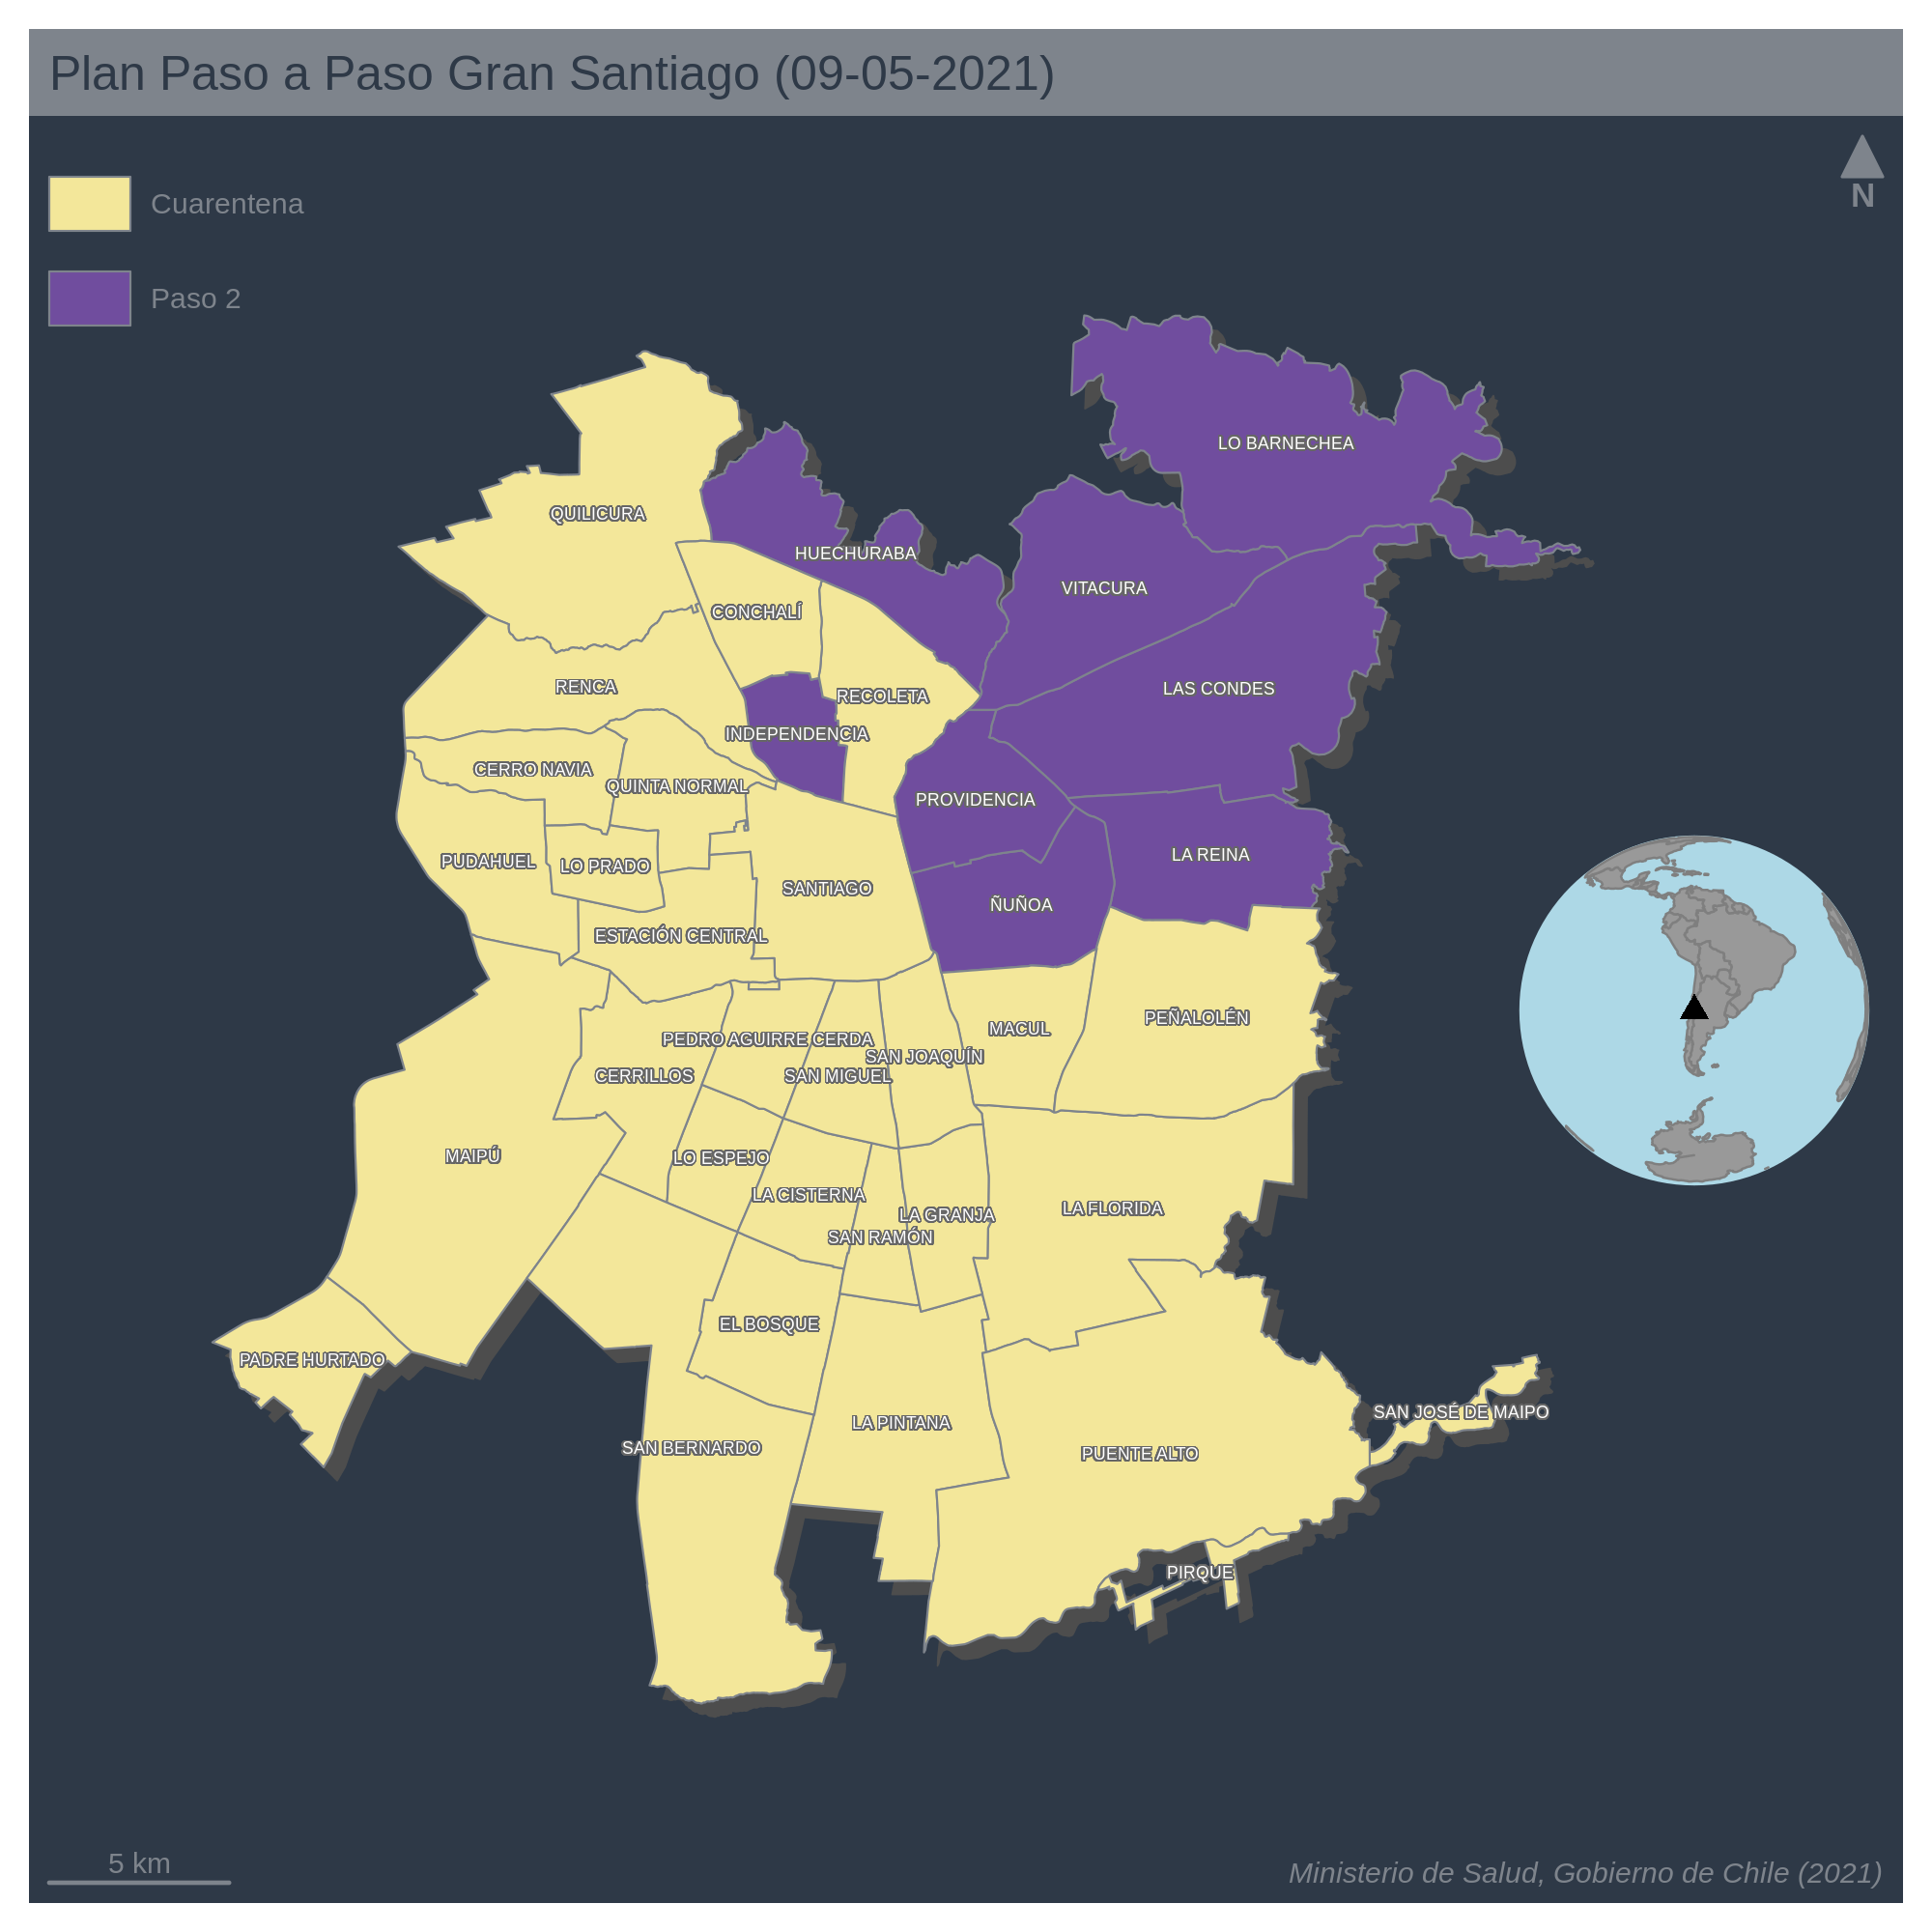 Plan Paso a Paso Gran Santiago (09-05-2021)
N
Cuarentena
Paso 2
LO BARNECHEA
QUILICURA
HUECHURABA
VITACURA
CONCHALÍ
RENCA
LAS CONDES
RECOLETA
INDEPENDENCIA
CERRO NAVIA
QUINTA NORMAL
PROVIDENCIA
LA REINA
PUDAHUEL
LO PRADO
SANTIAGO
ÑUÑOA
ESTACIÓN CENTRAL
PEÑALOLÉN
MACUL
PEDRO AGUIRRE CERDA
SAN JOAQUÍN
CERRILLOS
SAN MIGUEL
MAIPÚ
LO ESPEJO
LA CISTERNA
LA FLORIDA
LA GRANJA
SAN RAMÓN
EL BOSQUE
PADRE HURTADO
SAN JOSÉ DE MAIPO
LA PINTANA
SAN BERNARDO
PUENTE ALTO
PIRQUE
5 km
Ministerio de Salud, Gobierno de Chile (2021)